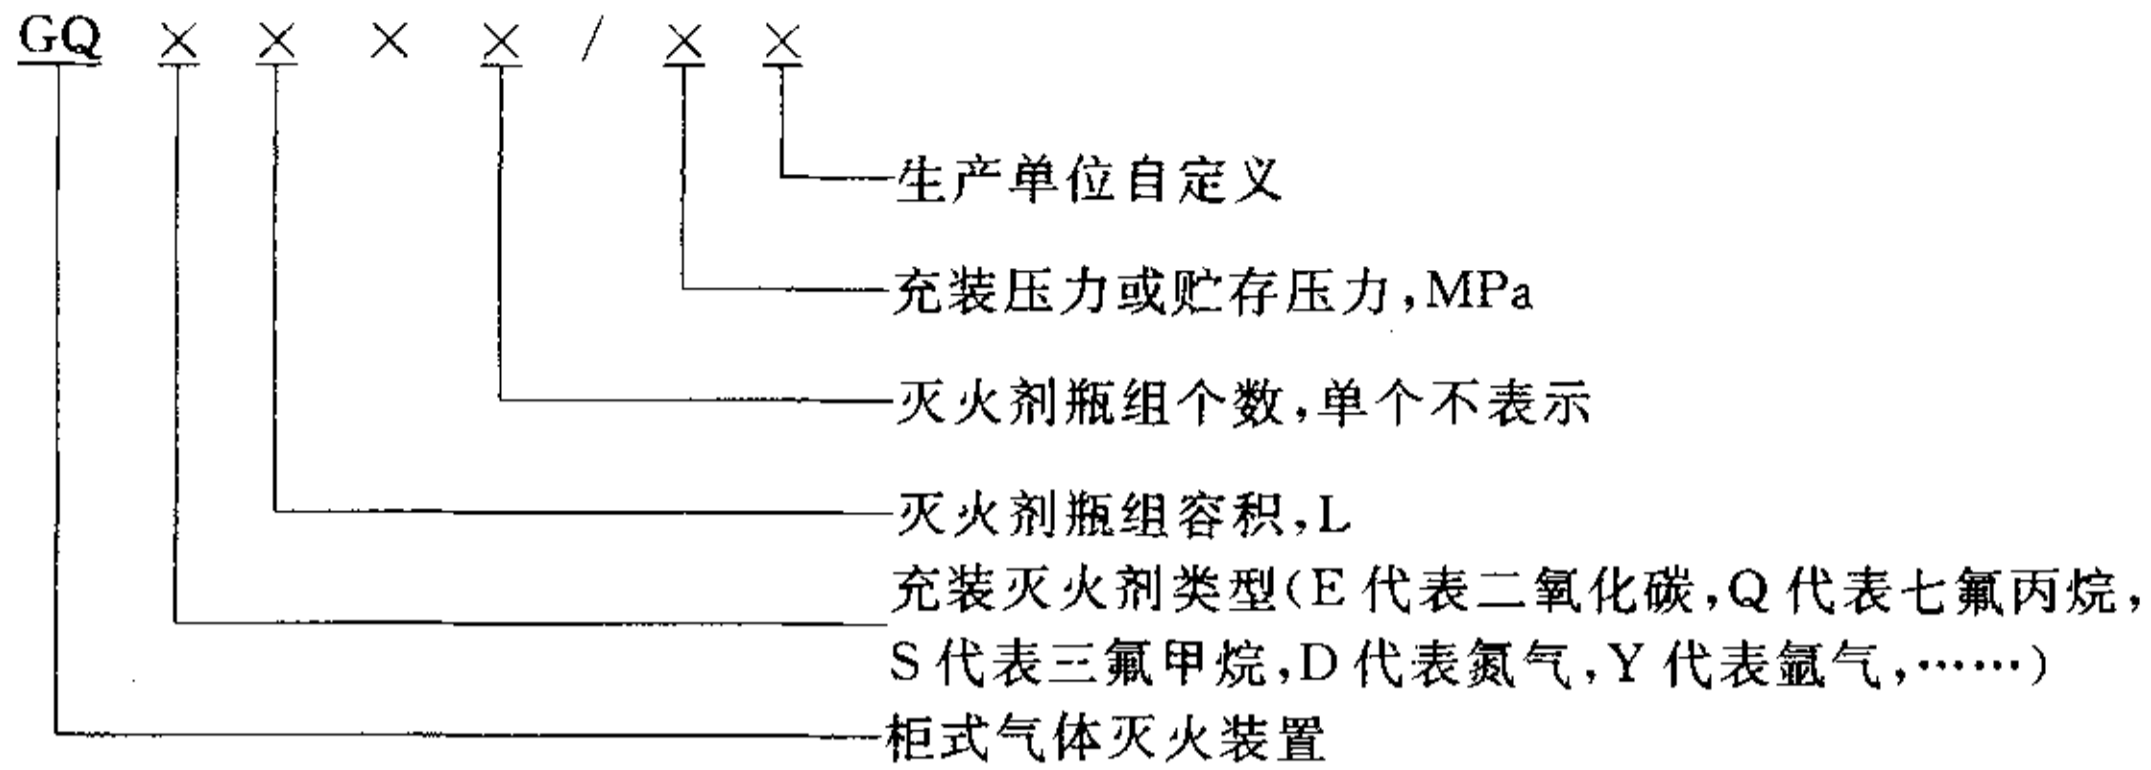 GQ × × × × / × ×
生产单位自定义
充装压力或贮存压力,MPa
灭火剂瓶组个数,单个不表示
灭火剂瓶组容积,L
充装灭火剂类型(E代表二氧化碳,Q代表七氟丙烷,
S代表三氟甲烷,D代表氮气,Y代表氩气,……)
柜式气体灭火装置